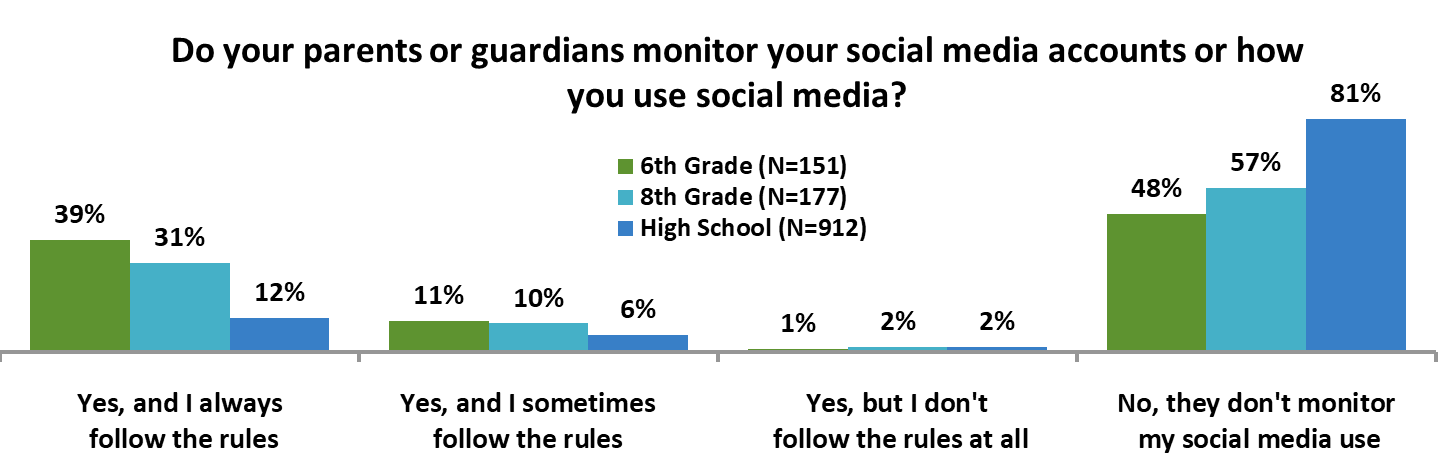 Do your parents or guardians monitor your social media accounts or how
you use social media?
6th Grade (N=151)
8th Grade (N=177)
High School (N=912)
39%
31%
12%
11%
10%
6%
1%
2%
2%
48%
57%
81%
Yes, and I always
follow the rules
Yes, and I sometimes
follow the rules
Yes, but I don't
follow the rules at all
No, they don't monitor
my social media use